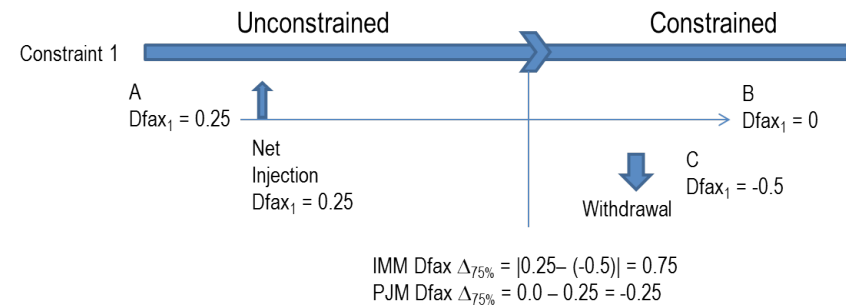 Unconstrained
Constrained
Constraint 1
A
Dfax₁ = 0.25
Net
Injection
Dfax₁ = 0.25
B
Dfax₁ = 0
C
Dfax₁ = -0.5
Withdrawal
IMM Dfax Δ₇₅% = |0.25– (-0.5)| = 0.75
PJM Dfax Δ₇₅% = 0.0 – 0.25 = -0.25